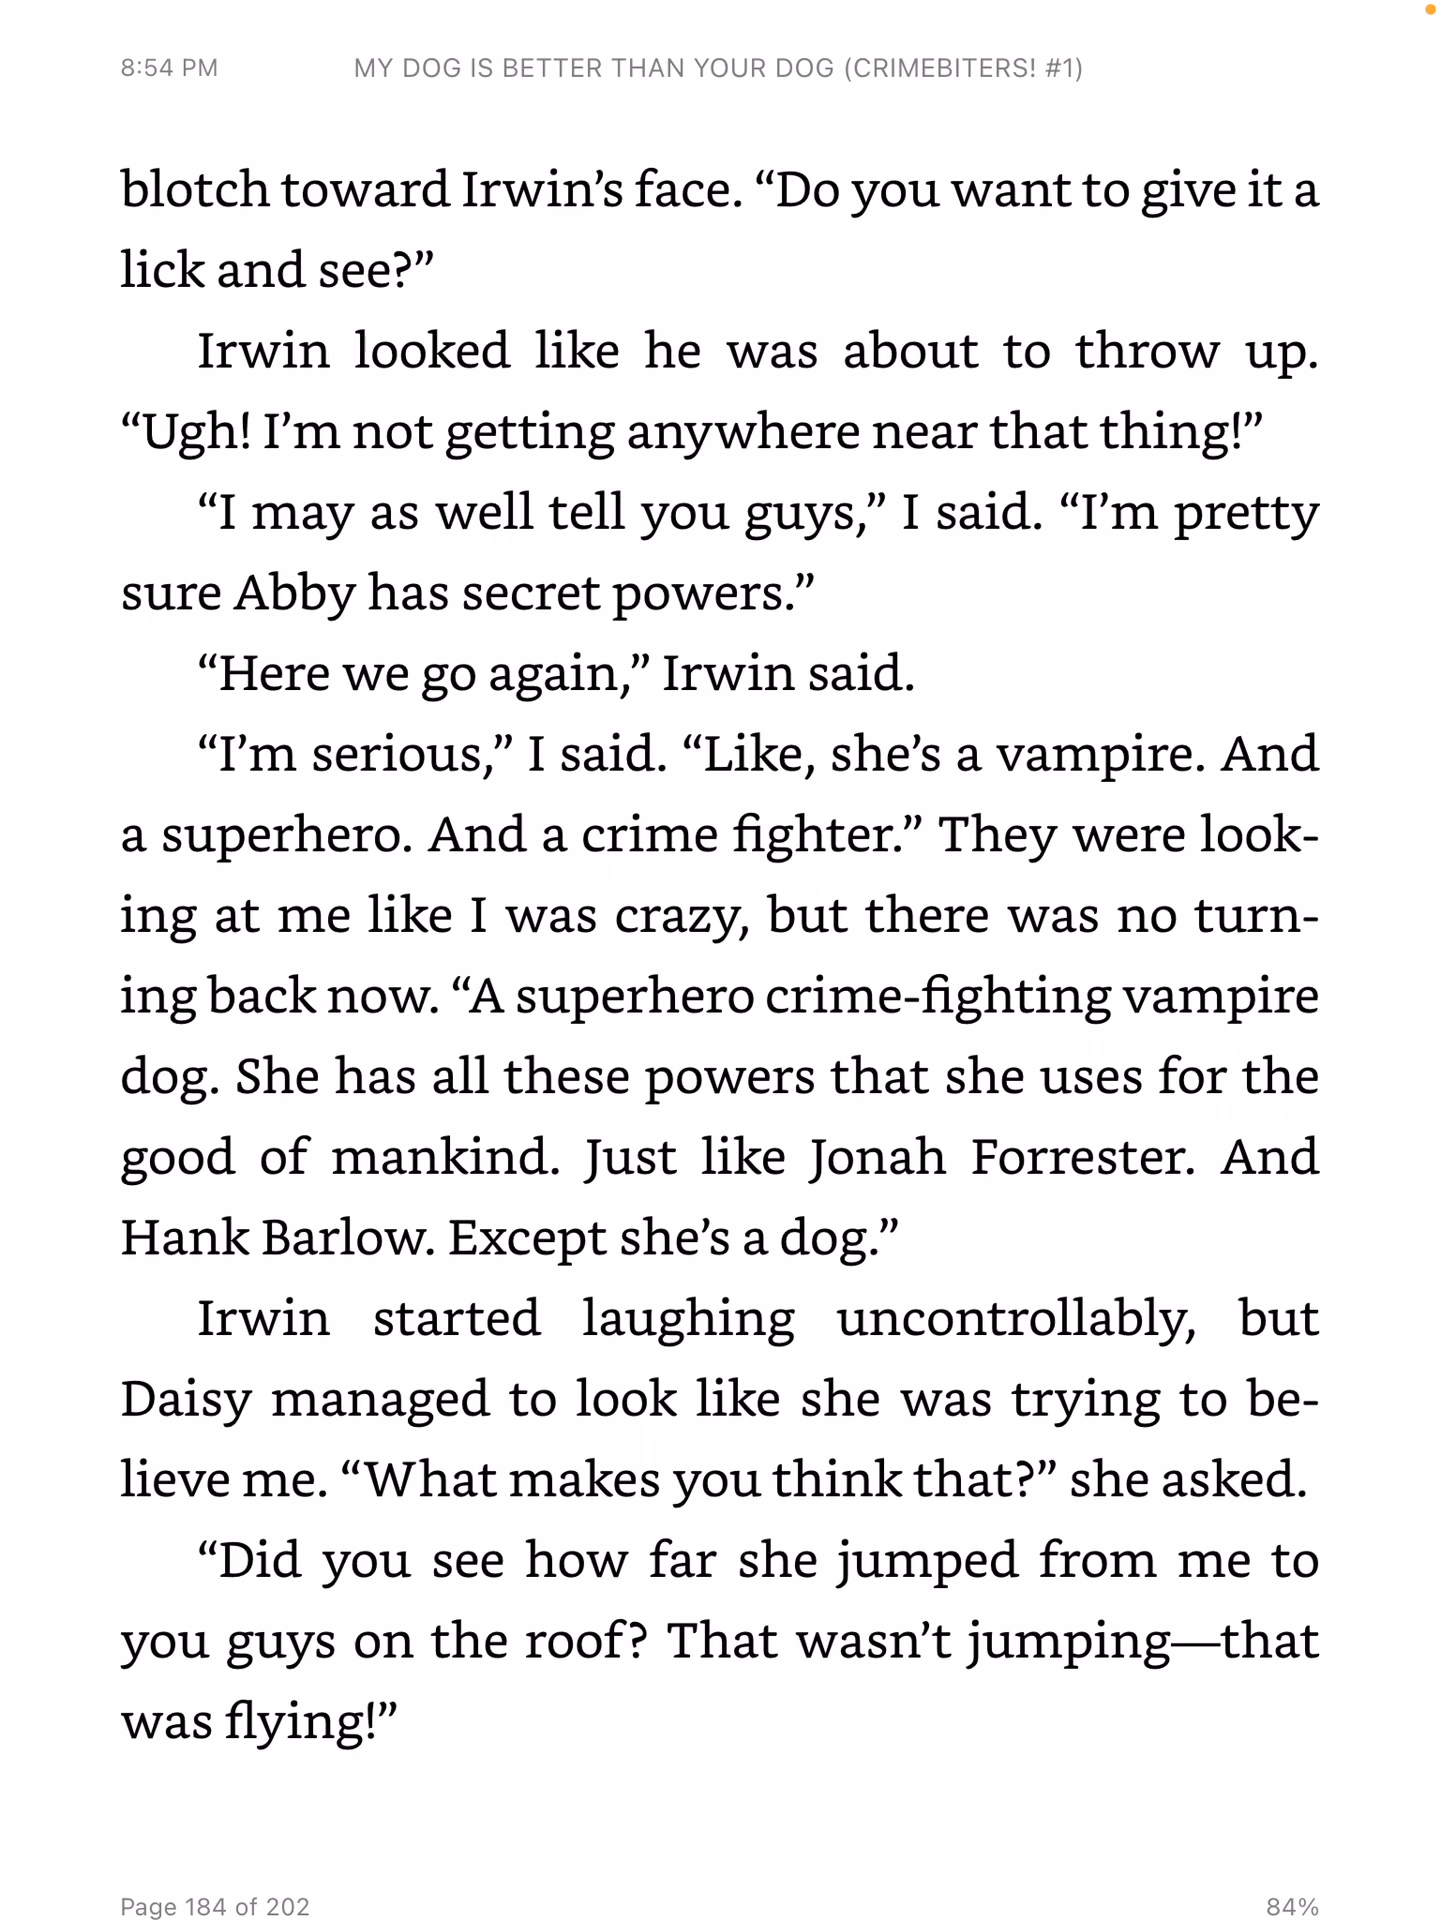 8:54 PM MY DOG IS BETTER THAN YOUR DOG (CRIMEBITERS! #1)
blotch toward Irwin’s face. “Do you want to give it a
lick and see?”
Irwin looked like he was about to throw up.
“Ugh! I’m not getting anywhere near that thing!”
“I may as well tell you guys,” I said. “I’m pretty
sure Abby has secret powers.”
“Here we go again,” Irwin said.
“I’m serious,” I said. “Like, she’s a vampire. And
a superhero. And a crime fighter.” They were look-
ing at me like I was crazy, but there was no turn-
ing back now. “A superhero crime-fighting vampire
dog. She has all these powers that she uses for the
good of mankind. Just like Jonah Forrester. And
Hank Barlow. Except she’s a dog.”
Irwin started laughing uncontrollably, but
Daisy managed to look like she was trying to be-
lieve me. “What makes you think that?” she asked.
“Did you see how far she jumped from me to
you guys on the roof? That wasn’t jumping—that
was flying!”
Page 184 of 202 84%